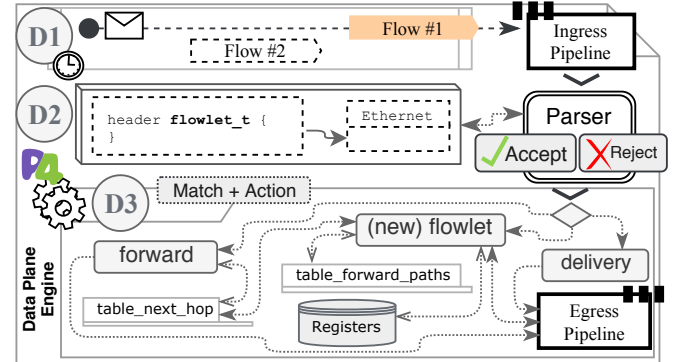 D1
Flow #1
Flow #2
Ingress
Pipeline
D2
header flowlet_t {
}
Ethernet
Parser
Accept
Reject
P4
D3
Match + Action
Data Plane
Engine
forward
(new) flowlet
delivery
table_forward_paths
table_next_hop
Registers
Egress
Pipeline